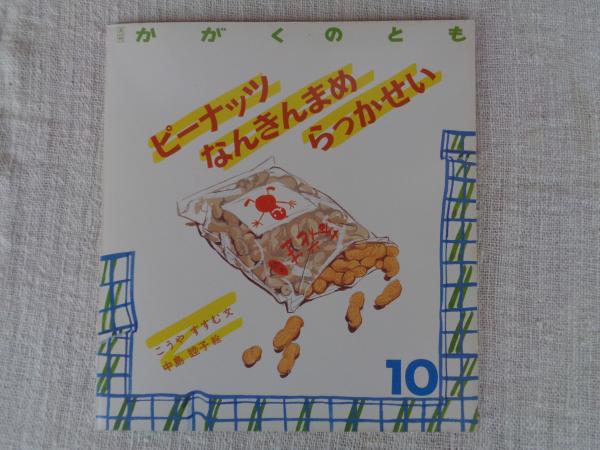 かがくのとも
ピーナッツ
なんきんまめ
らっかせい
こうや すすむ 文
中島 睦子 絵
10